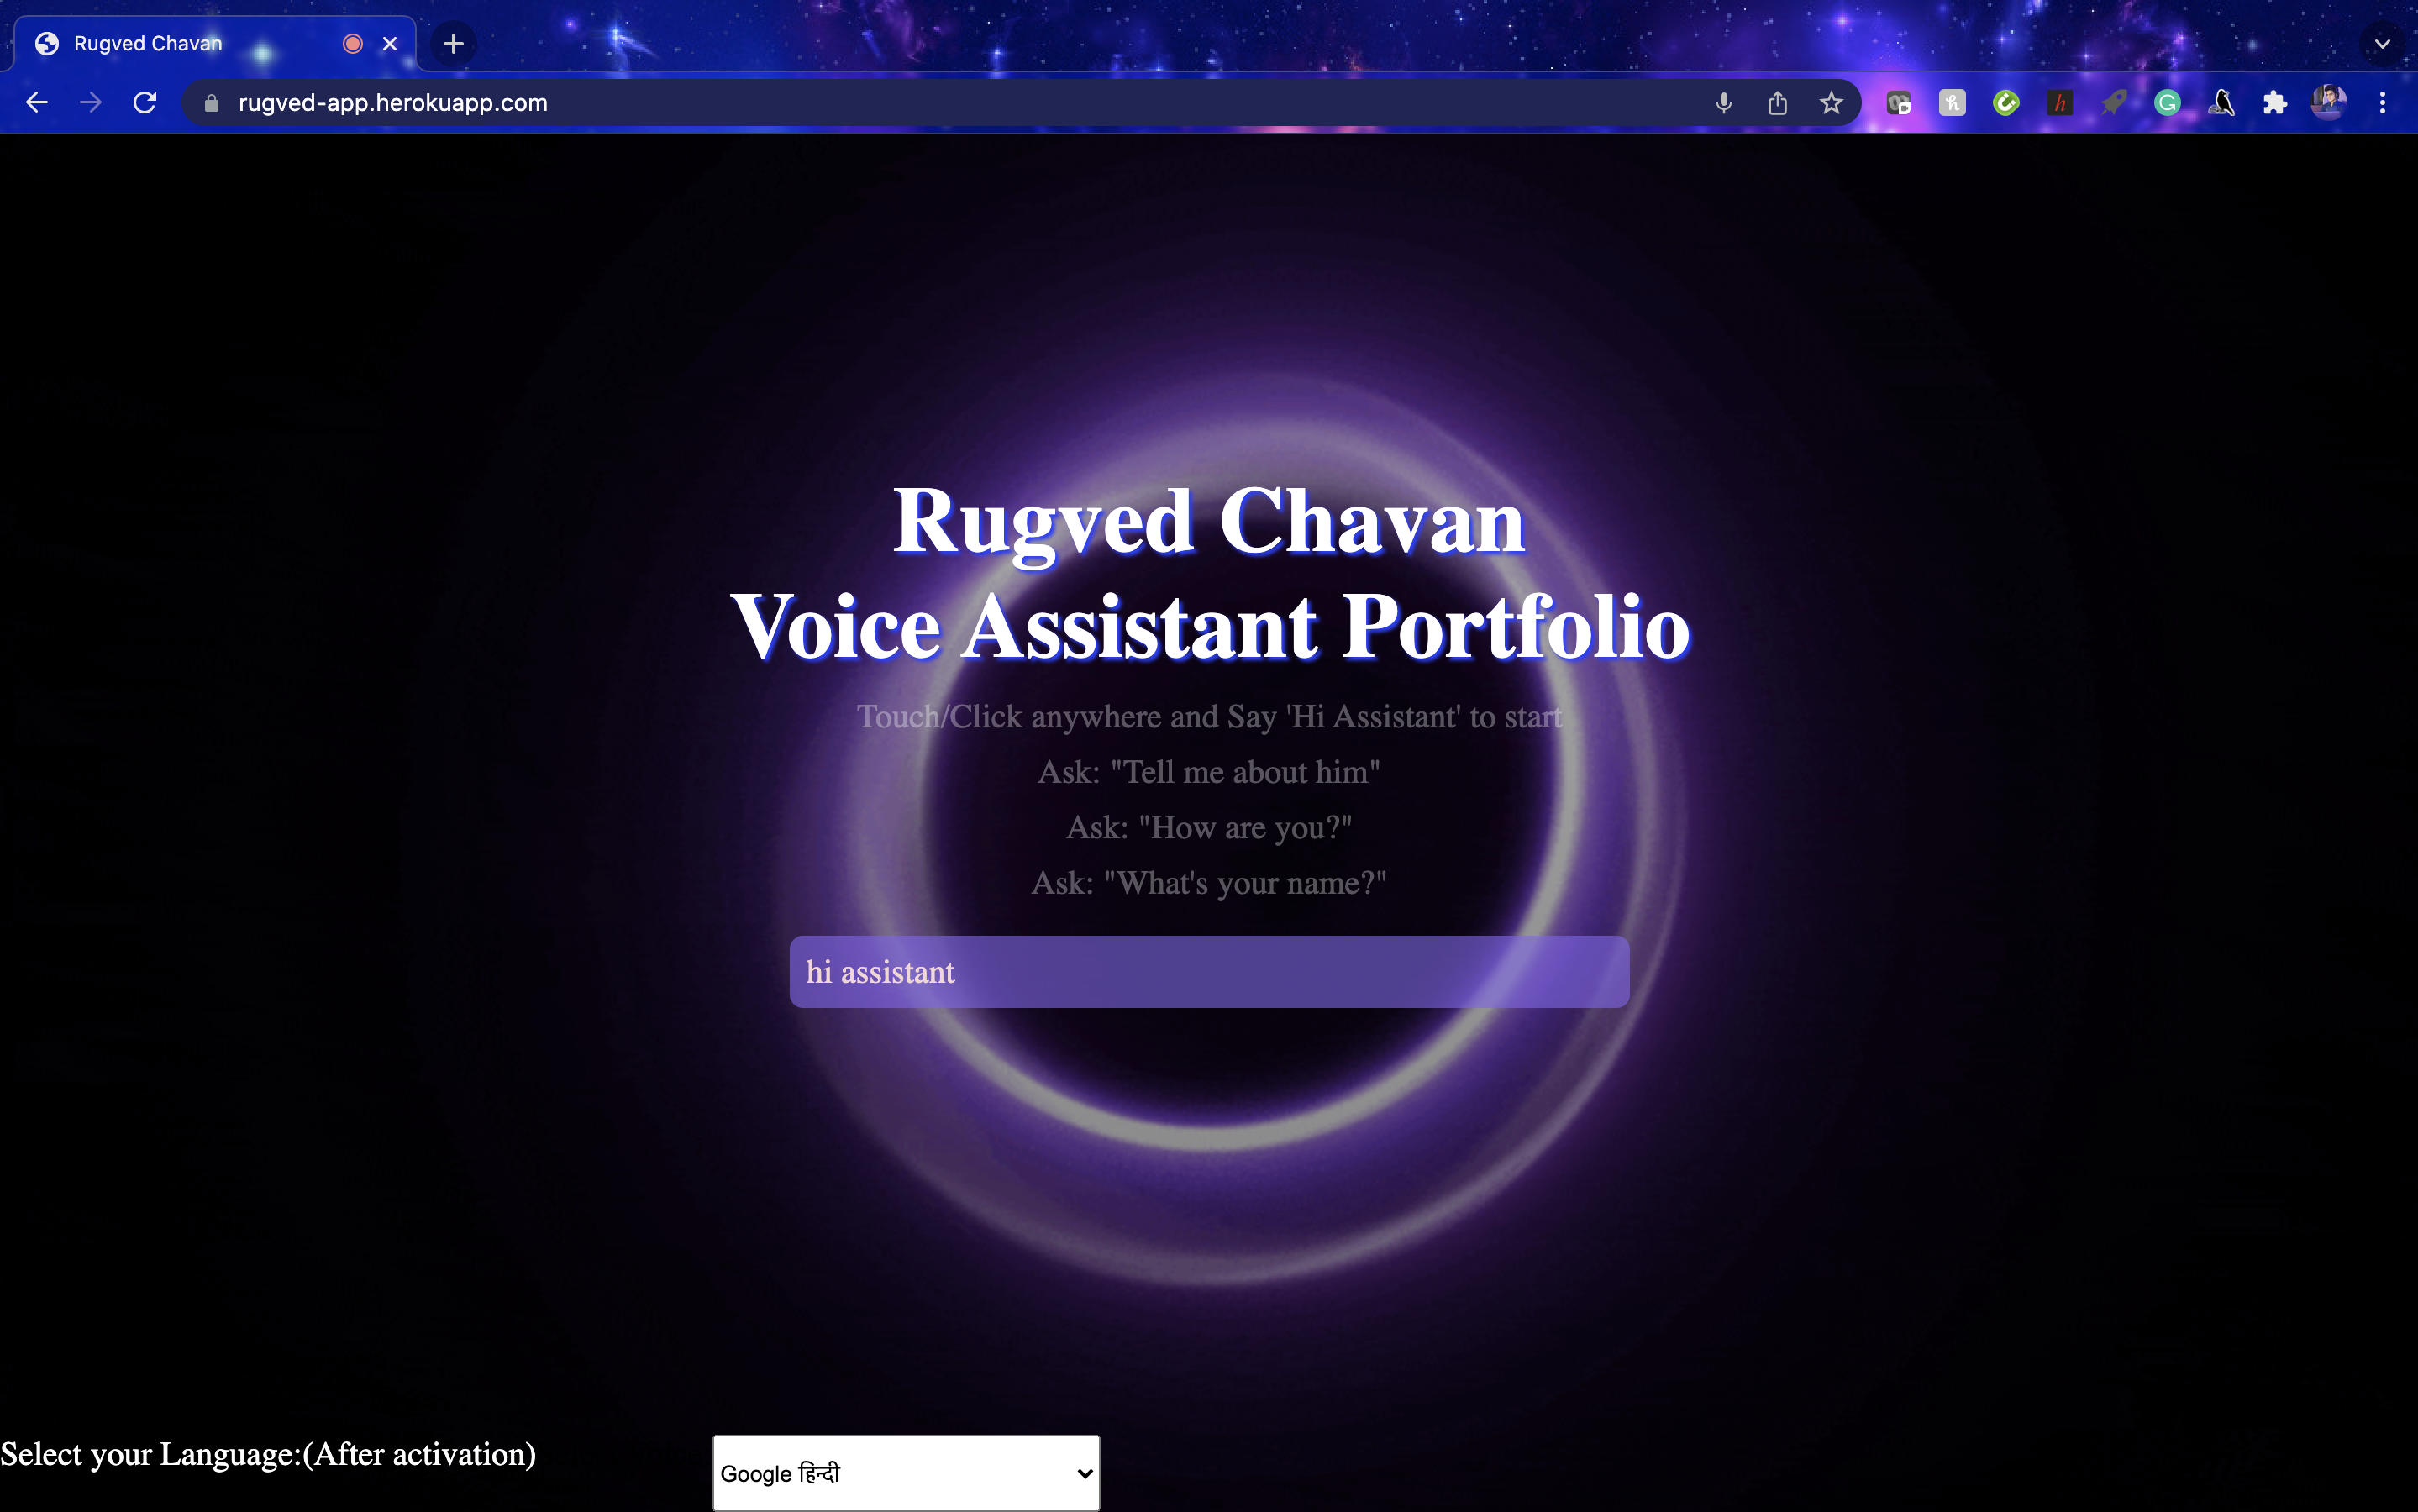 Rugved Chavan
rugved-app.herokuapp.com
Rugved Chavan
Voice Assistant Portfolio
Touch/Click anywhere and Say 'Hi Assistant' to start
Ask: "Tell me about him"
Ask: "How are you?"
Ask: "What's your name?"
hi assistant
Select your Language:(After activation)
Google हिन्दी